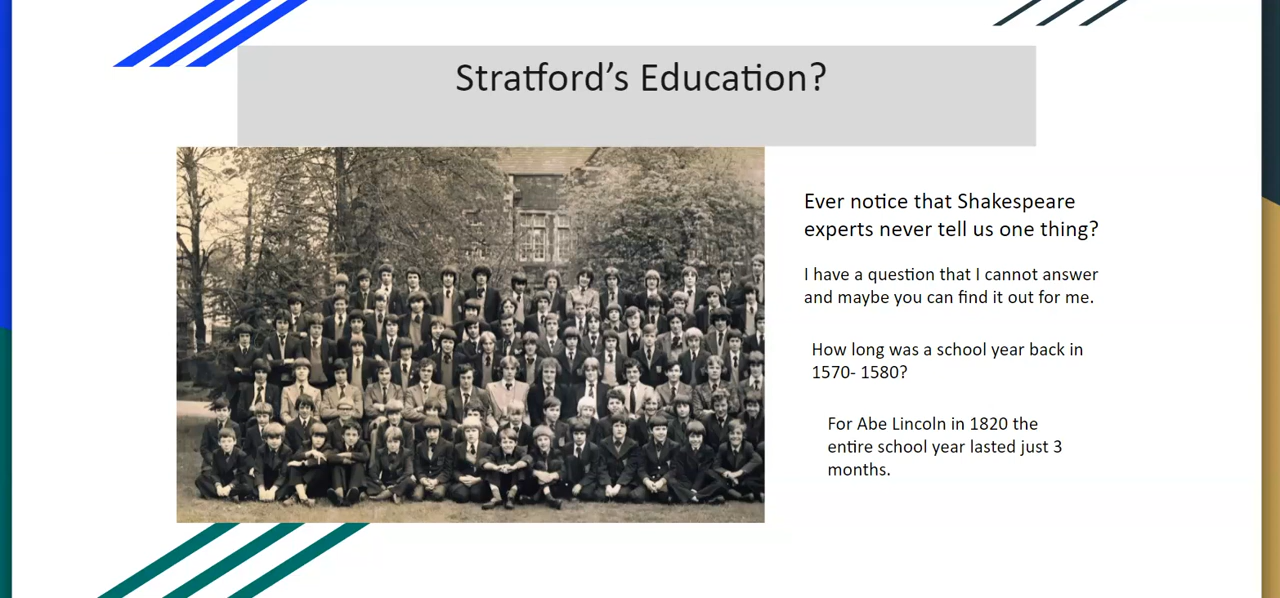 Stratford's Education?
Ever notice that Shakespeare
experts never tell us one thing?
I have a question that I cannot answer
and maybe you can find it out for me.
How long was a school year back in
1570- 1580?
For Abe Lincoln in 1820 the
entire school year lasted just 3
months.